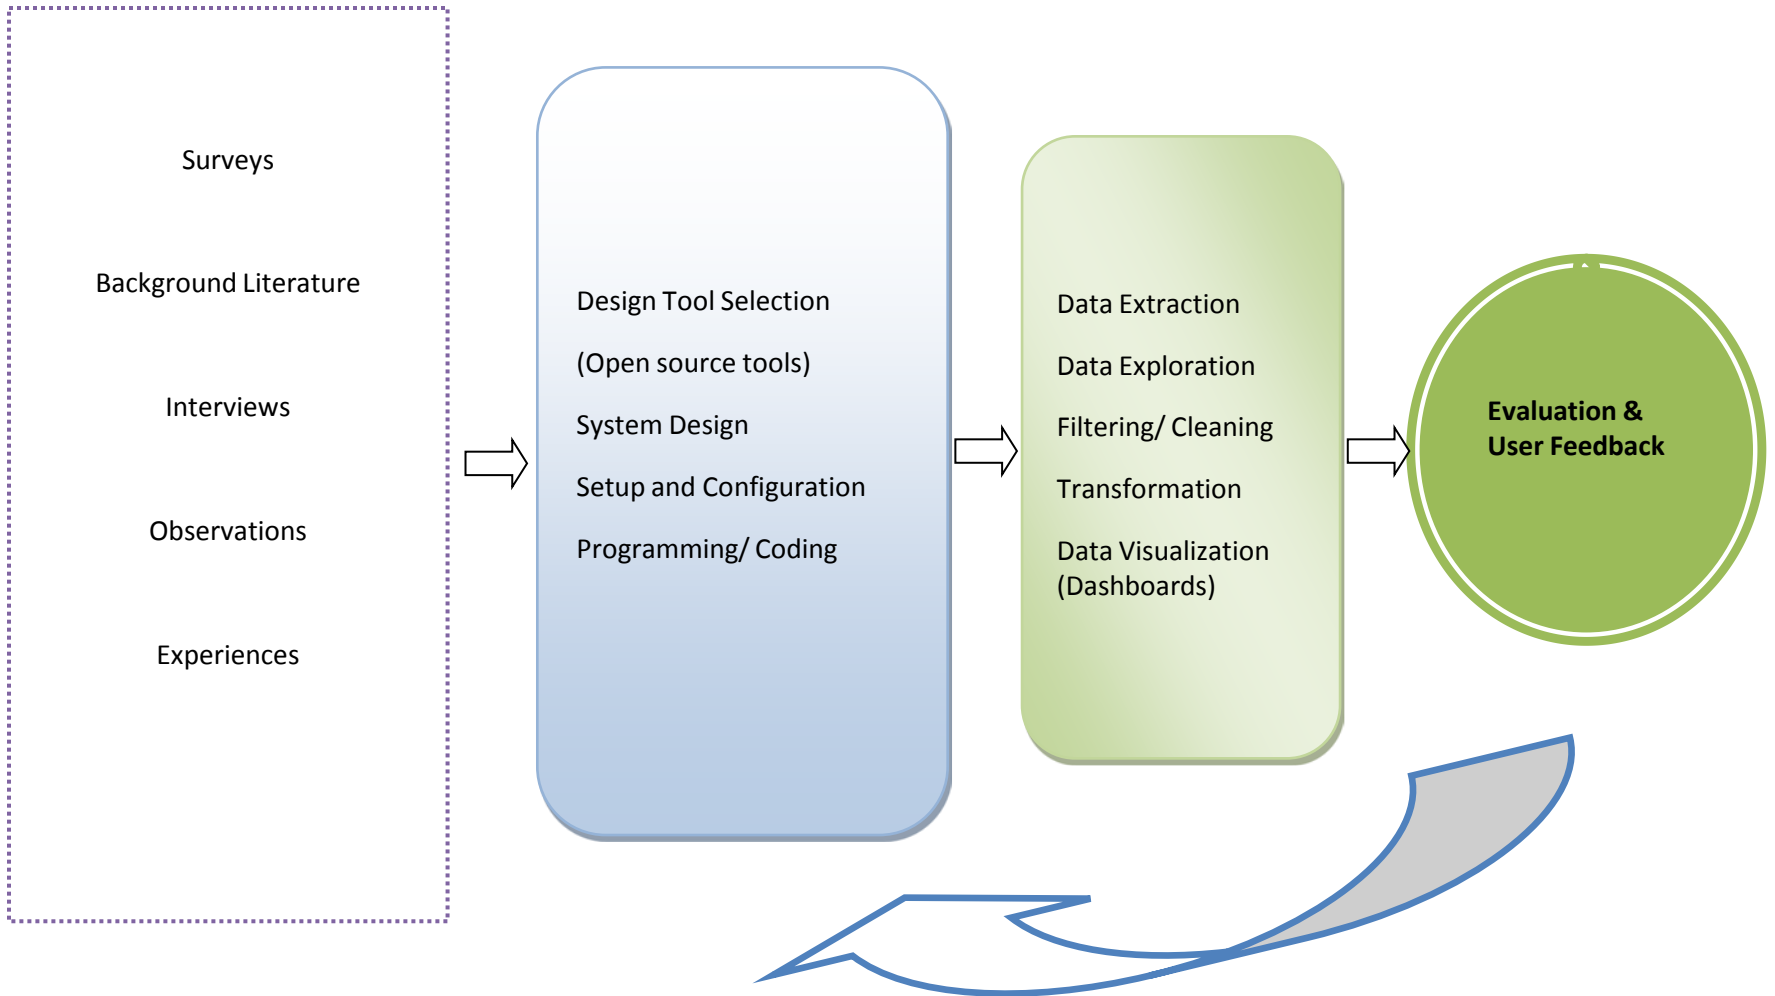 Surveys
Background Literature
Interviews
Observations
Experiences
Design Tool Selection
(Open source tools)
System Design
Setup and Configuration
Programming/ Coding
Data Extraction
Data Exploration
Filtering/ Cleaning
Transformation
Data Visualization
(Dashboards)
Evaluation &
User Feedback